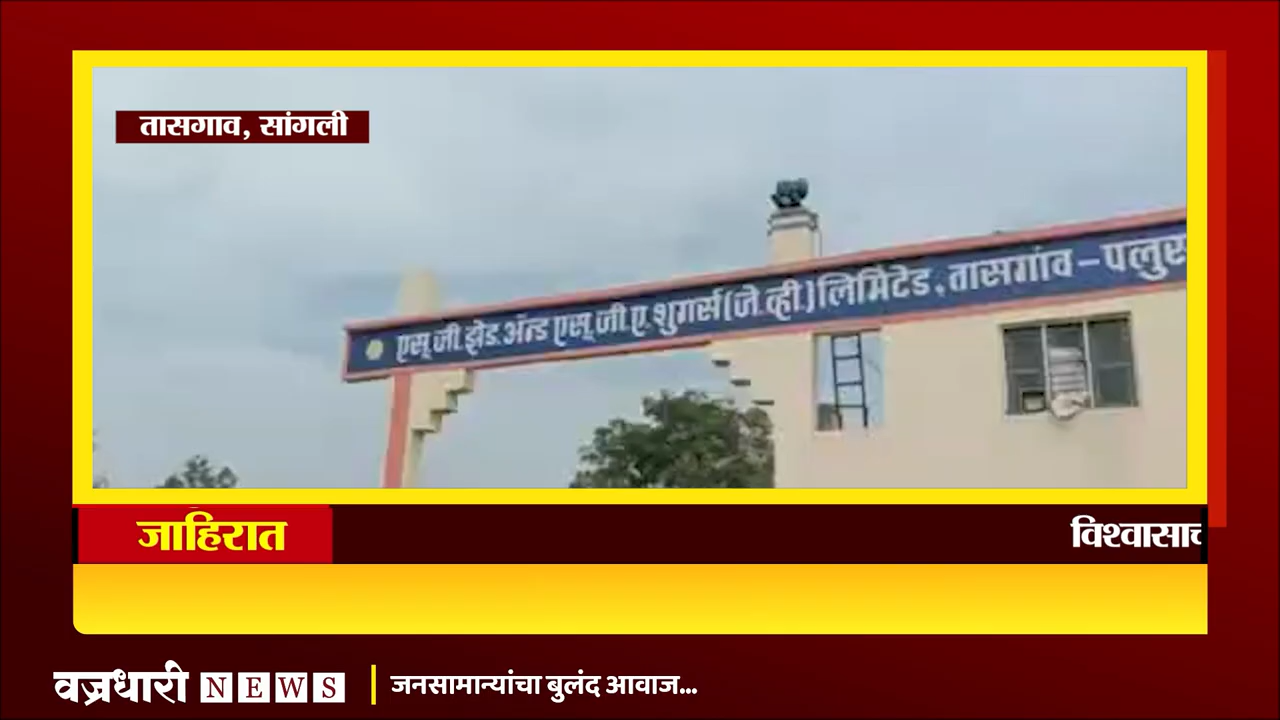 तासगाव, सांगली
एस्.जी.झेड.अ‍ॅन्ड एस्.जी.ए.शुगर्स(जे.व्ही.)लिमिटेड.तासगांव-पलुस
जाहिरात
विश्वासाच
वज्रधारी NEWS
जनसामान्यांचा बुलंद आवाज...